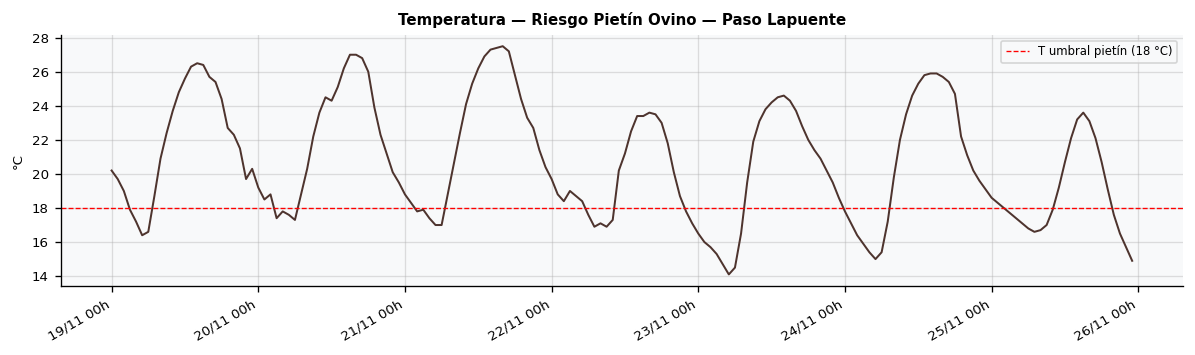 Temperatura — Riesgo Pietín Ovino — Paso Lapuente
T umbral pietín (18 °C)
°C
28
26
24
22
20
18
16
14
19/11 00h
20/11 00h
21/11 00h
22/11 00h
23/11 00h
24/11 00h
25/11 00h
26/11 00h